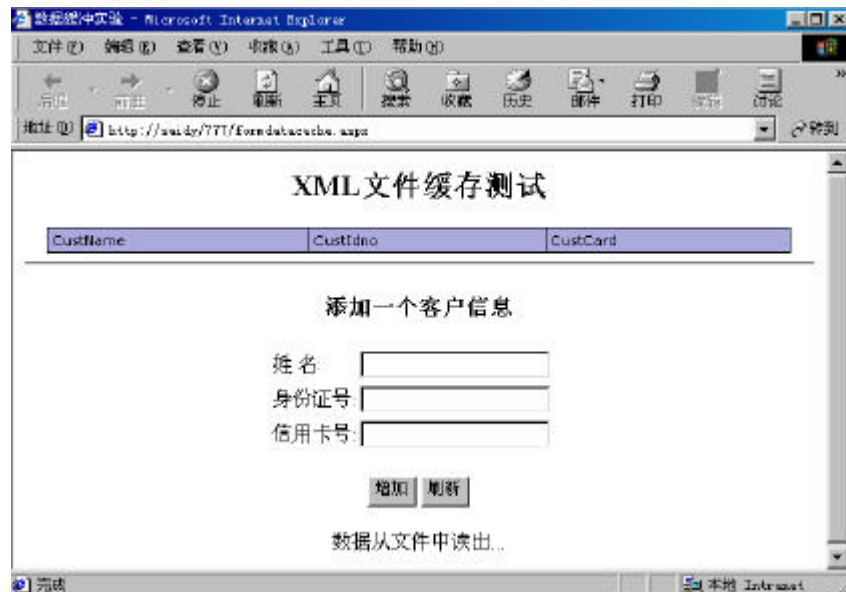 数据缓冲实验 - Microsoft Internet Explorer
文件(F) 编辑(E) 查看(V) 收藏(A) 工具(T) 帮助(H)
后退 前进 停止 刷新 主页 搜索 收藏 历史 邮件 打印 讨论
地址(D) http://saidy/777/formdatacache.aspx 转到
XML文件缓存测试
CustName CustIdno CustCard
添加一个客户信息
姓 名:
身份证号:
信用卡号:
增加 刷新
数据从文件中读出...
完成 本地 Intranet